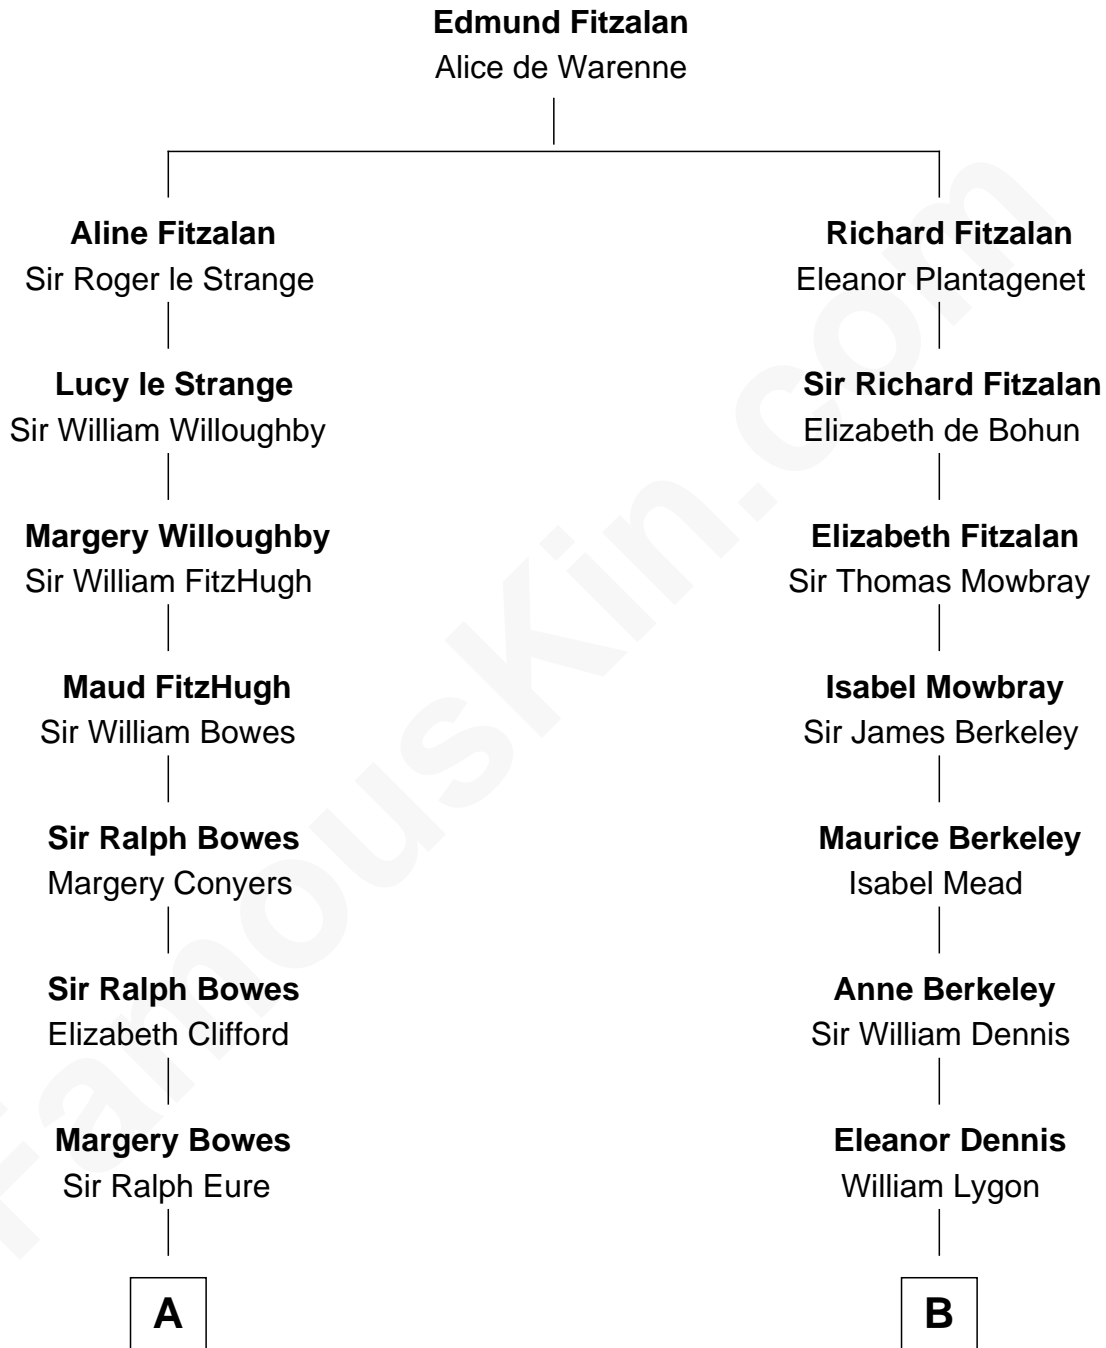 Edmund Fitzalan
Alice de Warenne
Aline Fitzalan
Sir Roger le Strange
Richard Fitzalan
Eleanor Plantagenet
Lucy le Strange
Sir William Willoughby
Sir Richard Fitzalan
Elizabeth de Bohun
Margery Willoughby
Sir William FitzHugh
Elizabeth Fitzalan
Sir Thomas Mowbray
Maud FitzHugh
Sir William Bowes
Isabel Mowbray
Sir James Berkeley
Sir Ralph Bowes
Margery Conyers
Maurice Berkeley
Isabel Mead
Sir Ralph Bowes
Elizabeth Clifford
Anne Berkeley
Sir William Dennis
Margery Bowes
Sir Ralph Eure
Eleanor Dennis
William Lygon
A
B
FamousKin.com